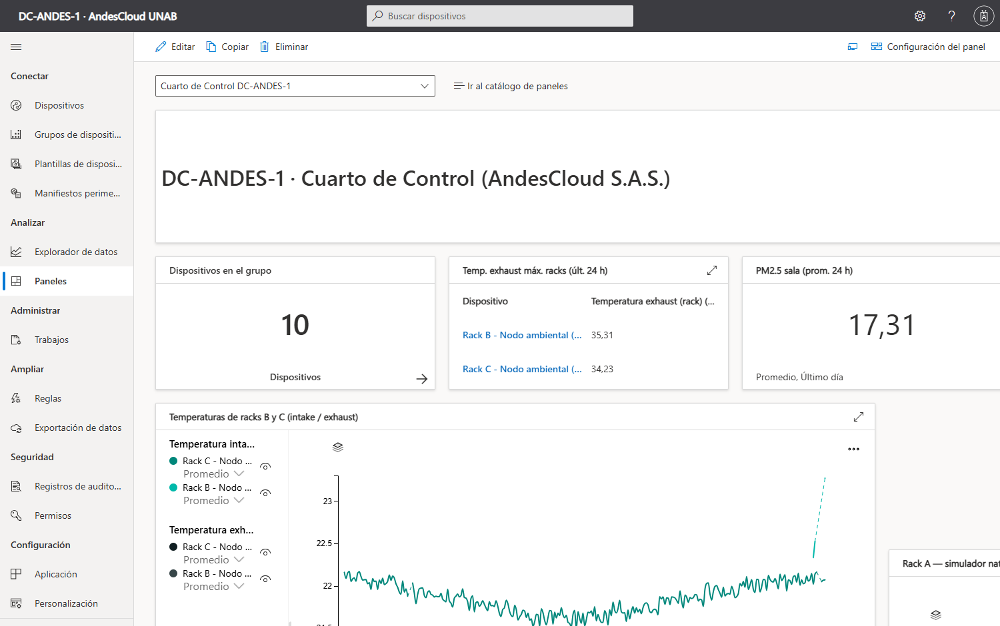 DC-ANDES-1 · AndesCloud UNAB
Buscar dispositivos
Editar
Copiar
Eliminar
Configuración del panel
Conectar
Dispositivos
Grupos de dispositi...
Plantillas de disposi...
Manifiestos perime...
Analizar
Explorador de datos
Paneles
Administrar
Trabajos
Ampliar
Reglas
Exportación de datos
Seguridad
Registros de audito...
Permisos
Configuración
Aplicación
Personalización
Cuarto de Control DC-ANDES-1
Ir al catálogo de paneles
DC-ANDES-1 · Cuarto de Control (AndesCloud S.A.S.)
Dispositivos en el grupo
10
Dispositivos
Temp. exhaust máx. racks (últ. 24 h)
Dispositivo
Temperatura exhaust (rack) (...
Rack B - Nodo ambiental (...
35,31
Rack C - Nodo ambiental (...
34,23
PM2.5 sala (prom. 24 h)
17,31
Promedio, Último día
Temperaturas de racks B y C (intake / exhaust)
Temperatura inta...
Rack C - Nodo ...
Promedio
Rack B - Nodo ...
Promedio
Temperatura exh...
Rack C - Nodo ...
Promedio
Rack B - Nodo ...
Promedio
23
22.5
22
Rack A — simulador nat